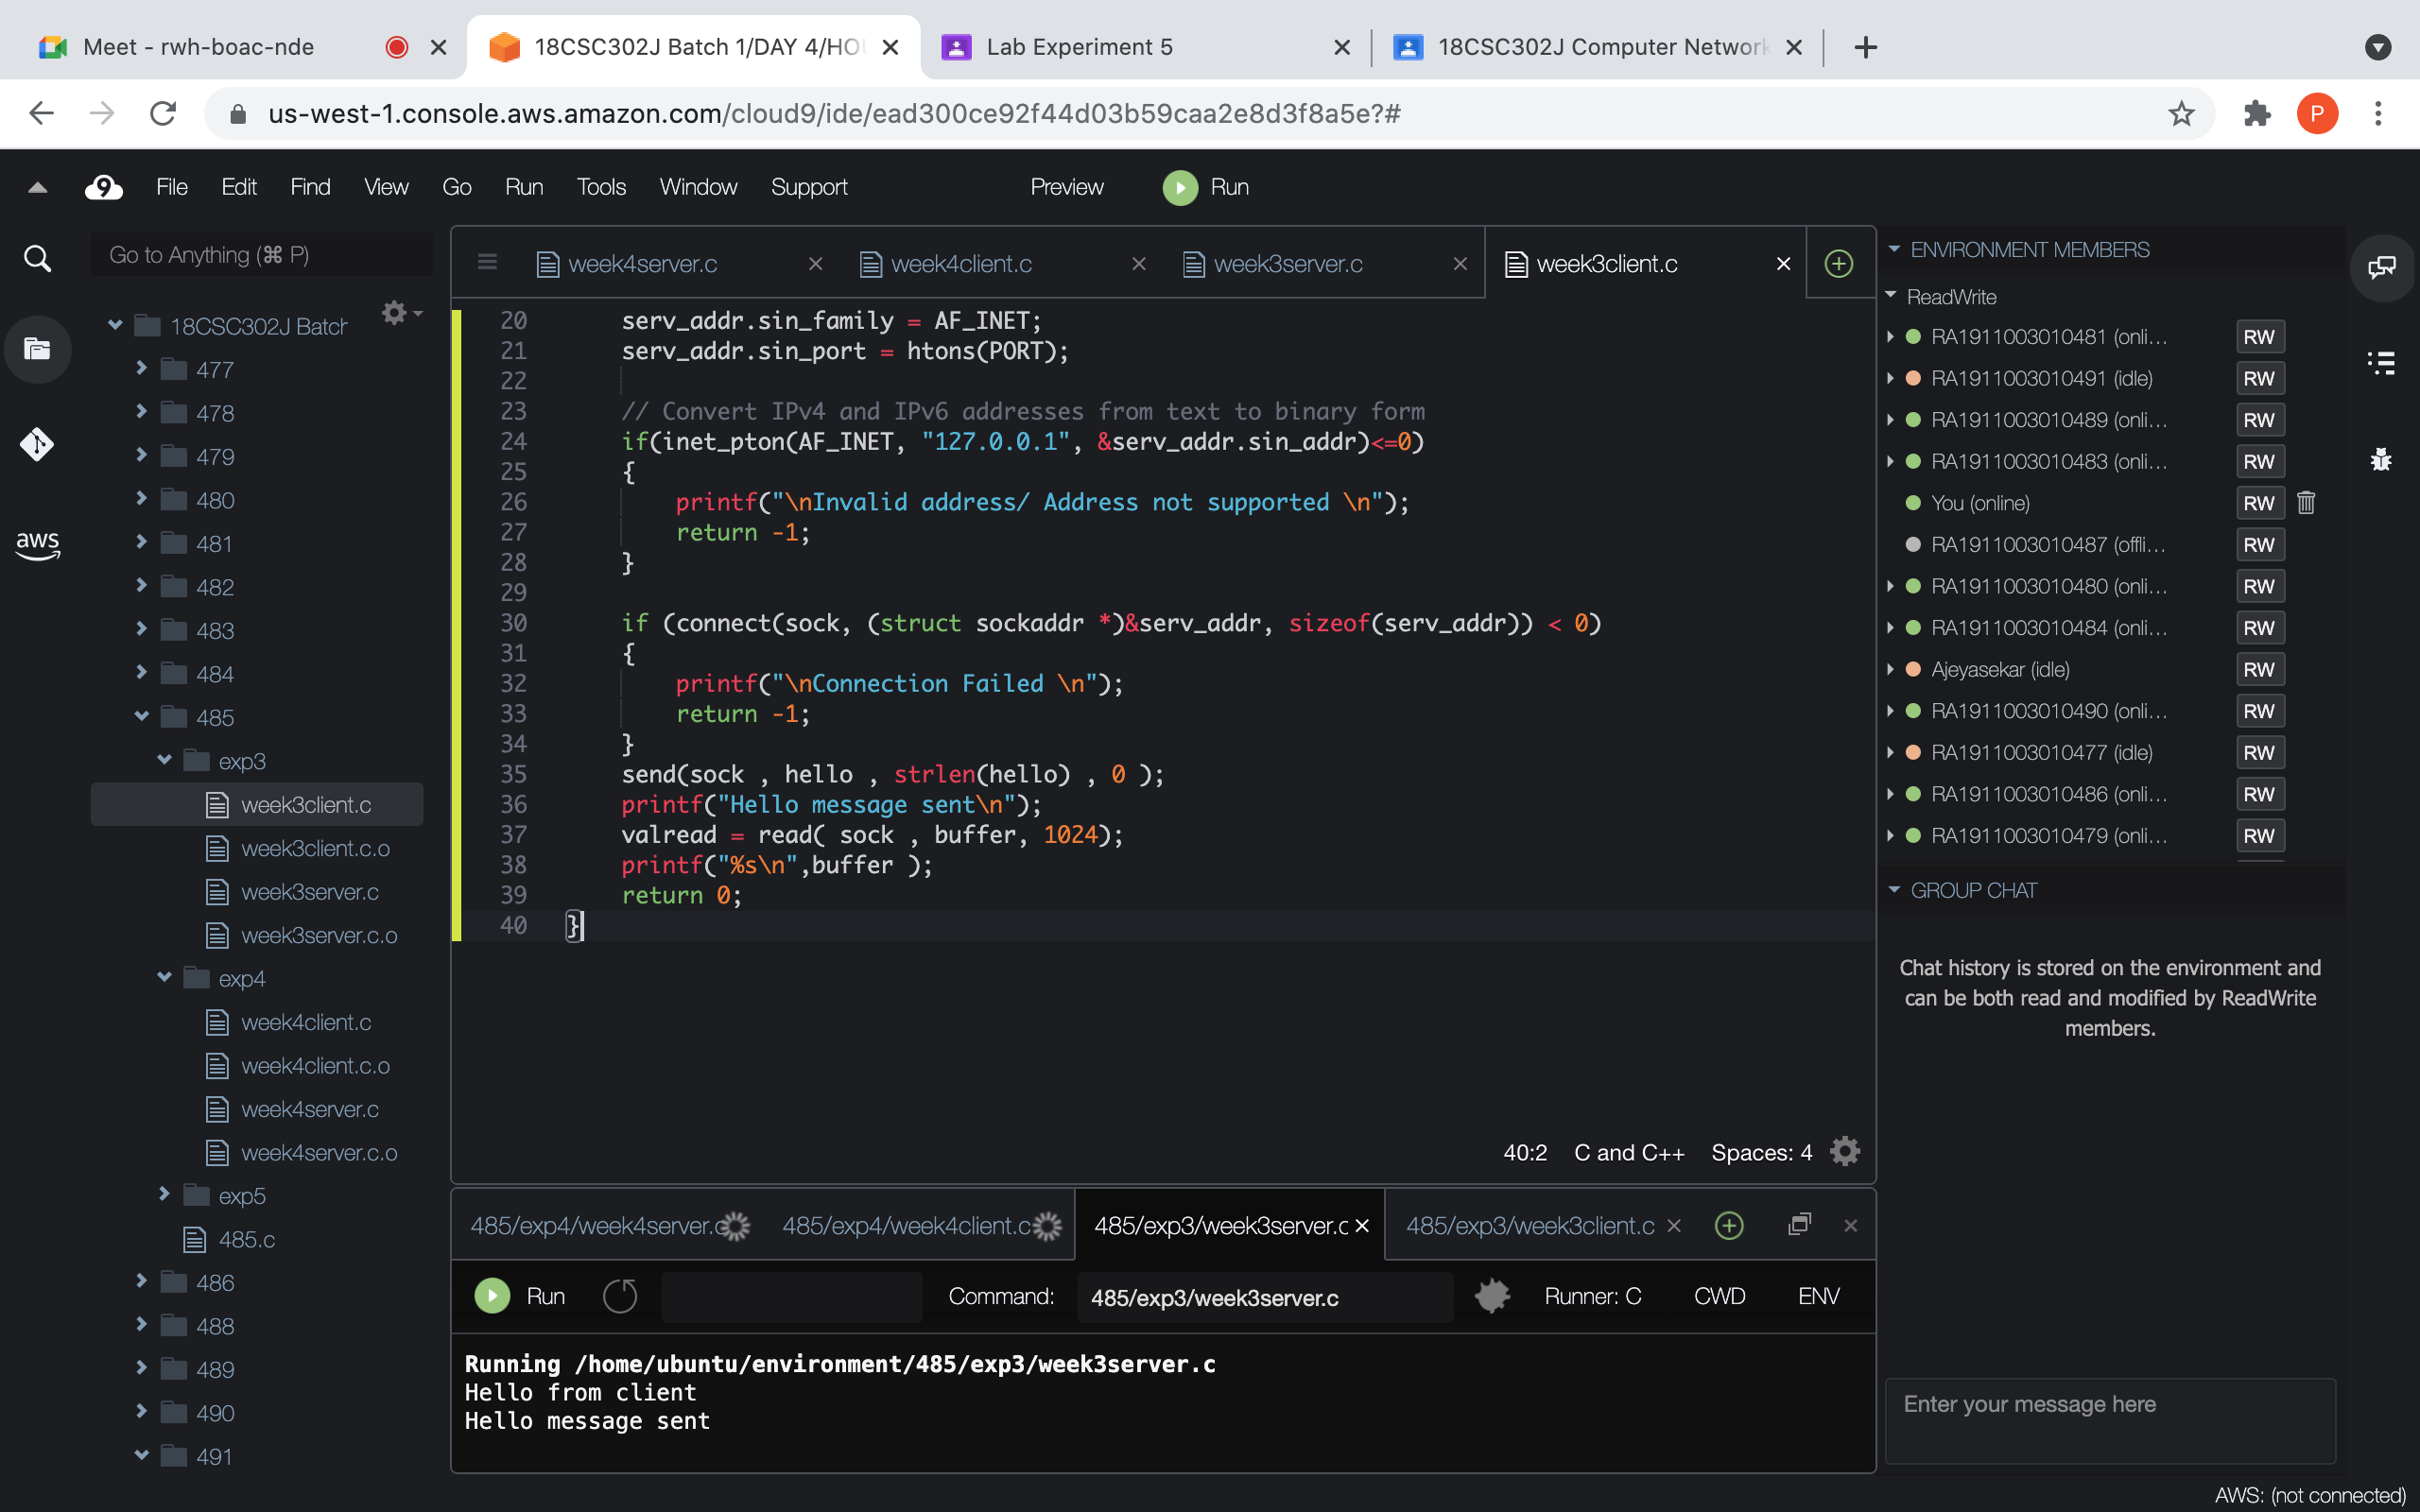 Meet - rwh-boac-nde
18CSC302J Batch 1/DAY 4/HO
Lab Experiment 5
18CSC302J Computer Network
us-west-1.console.aws.amazon.com/cloud9/ide/ead300ce92f44d03b59caa2e8d3f8a5e?#
P
9 File Edit Find View Go Run Tools Window Support Preview Run
Go to Anything (⌘ P)
aws
18CSC302J Batch
477
478
479
480
481
482
483
484
485
exp3
week3client.c
week3client.c.o
week3server.c
week3server.c.o
exp4
week4client.c
week4client.c.o
week4server.c
week4server.c.o
exp5
485.c
486
488
489
490
491
week4server.c week4client.c week3server.c week3client.c
20 serv_addr.sin_family = AF_INET;
21 serv_addr.sin_port = htons(PORT);
22
23 // Convert IPv4 and IPv6 addresses from text to binary form
24 if(inet_pton(AF_INET, "127.0.0.1", &serv_addr.sin_addr)<=0)
25 {
26 printf("\nInvalid address/ Address not supported \n");
27 return -1;
28 }
29
30 if (connect(sock, (struct sockaddr *)&serv_addr, sizeof(serv_addr)) < 0)
31 {
32 printf("\nConnection Failed \n");
33 return -1;
34 }
35 send(sock , hello , strlen(hello) , 0 );
36 printf("Hello message sent\n");
37 valread = read( sock , buffer, 1024);
38 printf("%s\n",buffer );
39 return 0;
40 }
40:2 C and C++ Spaces: 4
485/exp4/week4server.c 485/exp4/week4client.c 485/exp3/week3server.c 485/exp3/week3client.c
Run Command: 485/exp3/week3server.c Runner: C CWD ENV
Running /home/ubuntu/environment/485/exp3/week3server.c
Hello from client
Hello message sent
ENVIRONMENT MEMBERS
ReadWrite
RA1911003010481 (onli... RW
RA1911003010491 (idle) RW
RA1911003010489 (onli... RW
RA1911003010483 (onli... RW
You (online) RW
RA1911003010487 (offli... RW
RA1911003010480 (onli... RW
RA1911003010484 (onli... RW
Ajeyasekar (idle) RW
RA1911003010490 (onli... RW
RA1911003010477 (idle) RW
RA1911003010486 (onli... RW
RA1911003010479 (onli... RW
GROUP CHAT
Chat history is stored on the environment and
can be both read and modified by ReadWrite
members.
Enter your message here
AWS: (not connected)